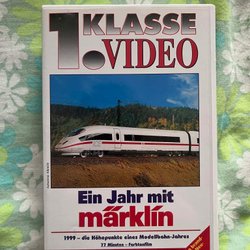 1. KLASSE
VIDEO
Ein Jahr mit
märklin
1999 – die Höhepunkte eines Modellbahn-Jahres
77 Minuten - Farbtonfilm